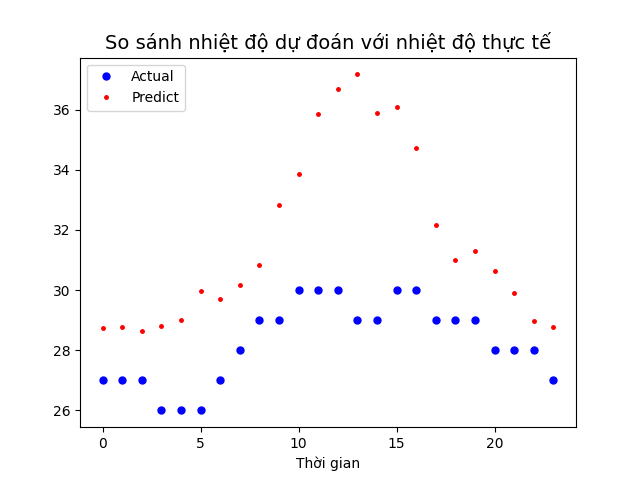 So sánh nhiệt độ dự đoán với nhiệt độ thực tế
Actual
Predict
36
34
32
30
28
26
0 5 10 15 20
Thời gian